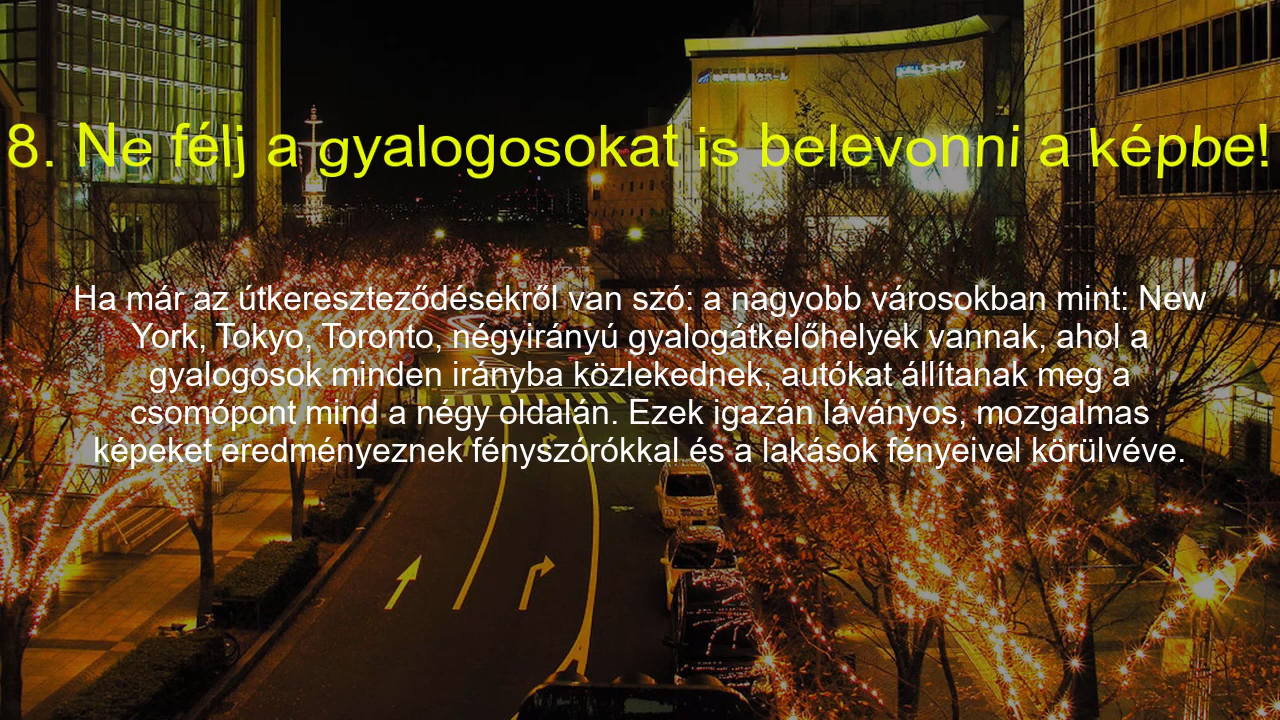 8. Ne félj a gyalogosokat is belevonni a képbe!
Ha már az útkereszteződésekről van szó: a nagyobb városokban mint: New
York, Tokyo, Toronto, négyirányú gyalogátkelőhelyek vannak, ahol a
gyalogosok minden irányba közlekednek, autókat állítanak meg a
csomópont mind a négy oldalán. Ezek igazán láványos, mozgalmas
képeket eredményeznek fényszórókkal és a lakások fényeivel körülvéve.